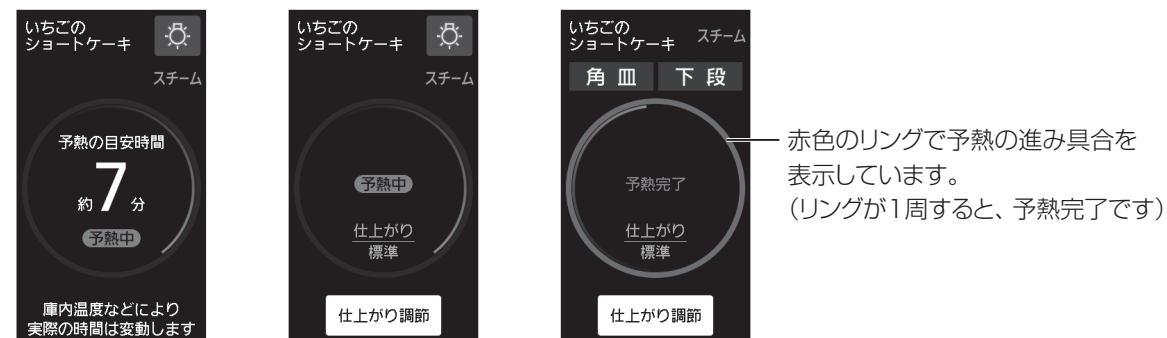 いちごの
ショートケーキ
スチーム
予熱の目安時間
約 7 分
予熱中
庫内温度などにより
実際の時間は変動します
いちごの
ショートケーキ
スチーム
予熱中
仕上がり
標準
仕上がり調節
いちごの
ショートケーキ
スチーム
角皿 下段
予熱完了
仕上がり
標準
仕上がり調節
赤色のリングで予熱の進み具合を
表示しています。
（リングが1周すると、予熱完了です）